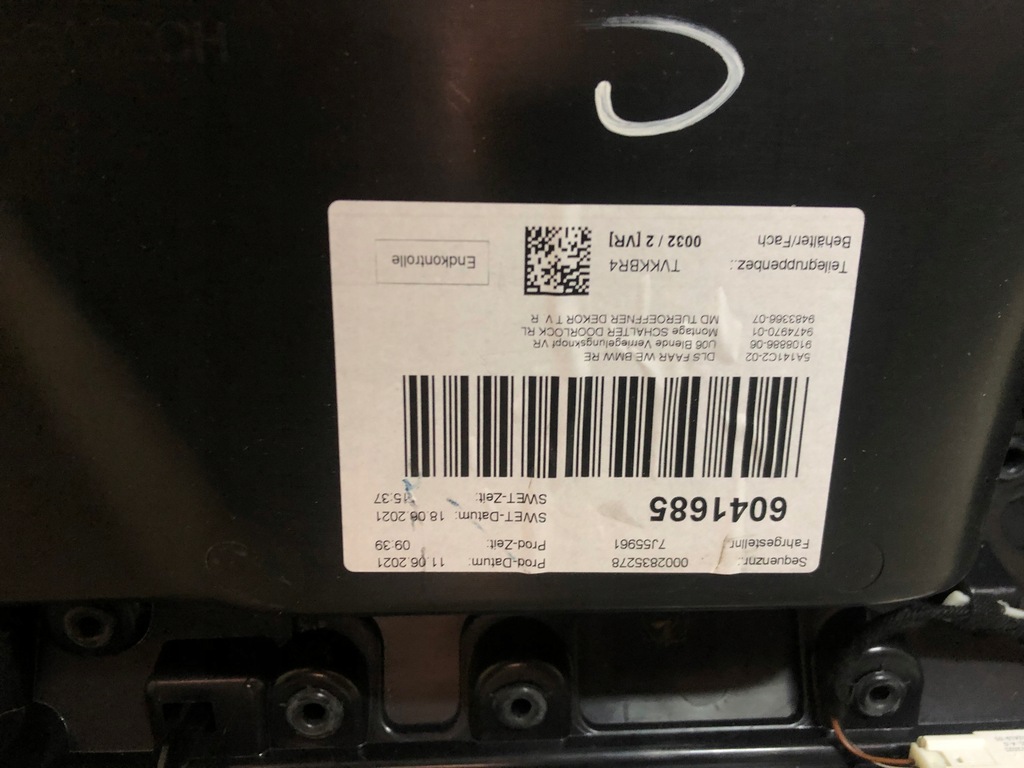 Sequenznr.: 0002835278 Prod-Datum: 11.06.2021
Fahrgestellnr 7J55961 Prod-Zeit: 09:39
6041685 SWET-Datum: 18.06.2021
SWET-Zeit: 15:37
5A141C2-02 DLS FAAR WE BMW RE
9108886-06 U06 Blende Verriegelungsknopf VR
9474970-01 Montage SCHALTER DOORLOCK RL
9483366-07 MD TUEROEFFNER DEKOR T V R
Teilegruppenbez.: TVKKBR4
Behälter/Fach 0032 / 2 [VR]
Endkontrolle